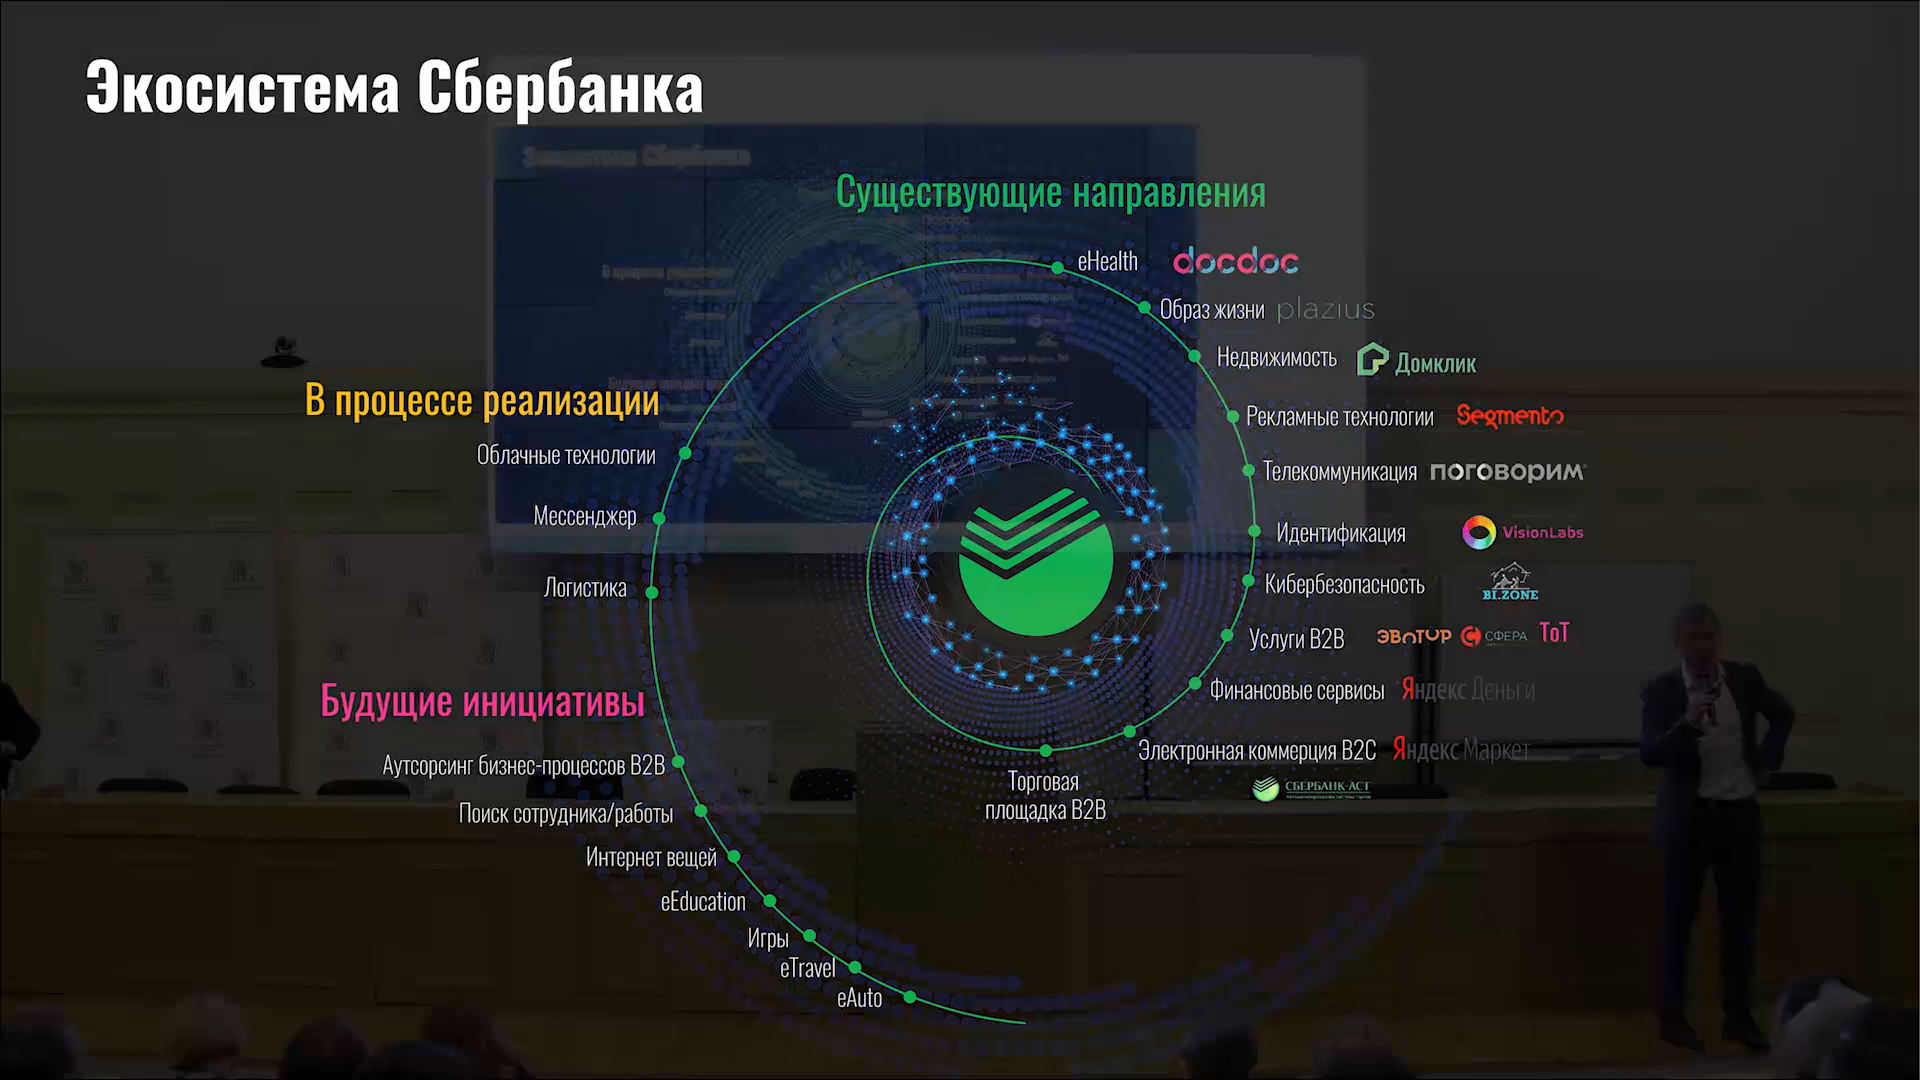 Экосистема Сбербанка
Существующие направления
eHealth docdoc
Образ жизни plazius
Недвижимость Домклик
Рекламные технологии Segmento
Телекоммуникация ПОГОВОРИМ
Идентификация VisionLabs
Кибербезопасность BI.ZONE
Услуги B2B ЭВОТОР СФЕРА ToT
Финансовые сервисы Яндекс Деньги
Электронная коммерция B2C Яндекс Маркет
Торговая
площадка B2B
СБЕРБАНК-АСТ
В процессе реализации
Облачные технологии
Мессенджер
Логистика
Будущие инициативы
Аутсорсинг бизнес-процессов B2B
Поиск сотрудника/работы
Интернет вещей
eEducation
Игры
eTravel
eAuto
Экосистема Сбербанка